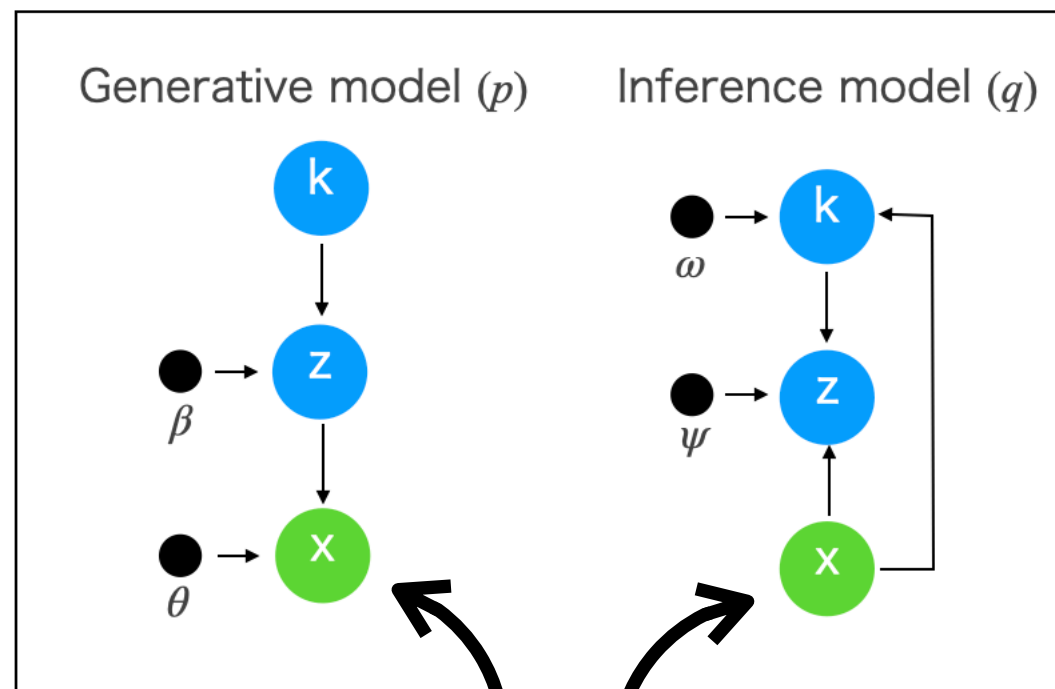 Generative model (p)
k
z
β
x
θ
Inference model (q)
k
ω
z
ψ
x